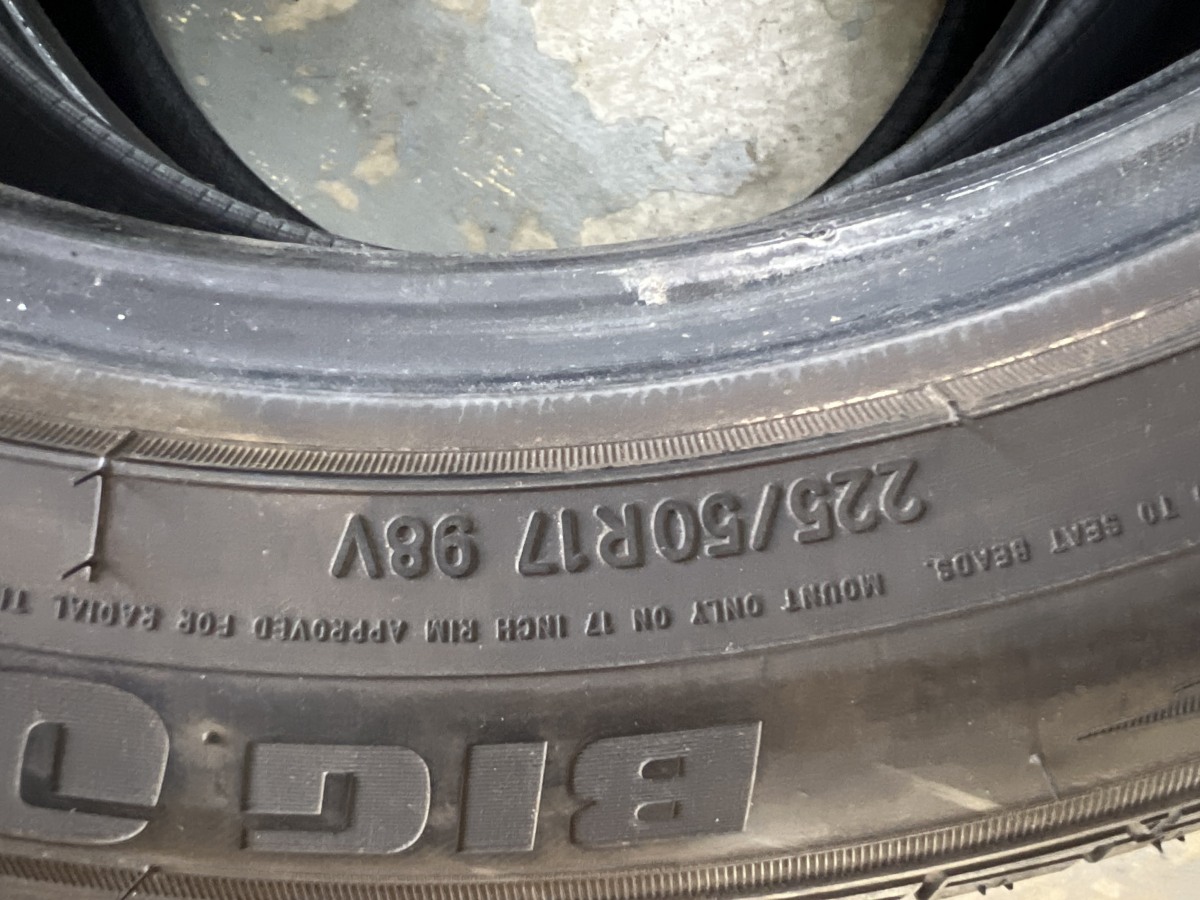 BIG O
TO SEAT BEADS. MOUNT ONLY ON 17 INCH RIM APPROVED FOR RADIAL
225/50R17 98V